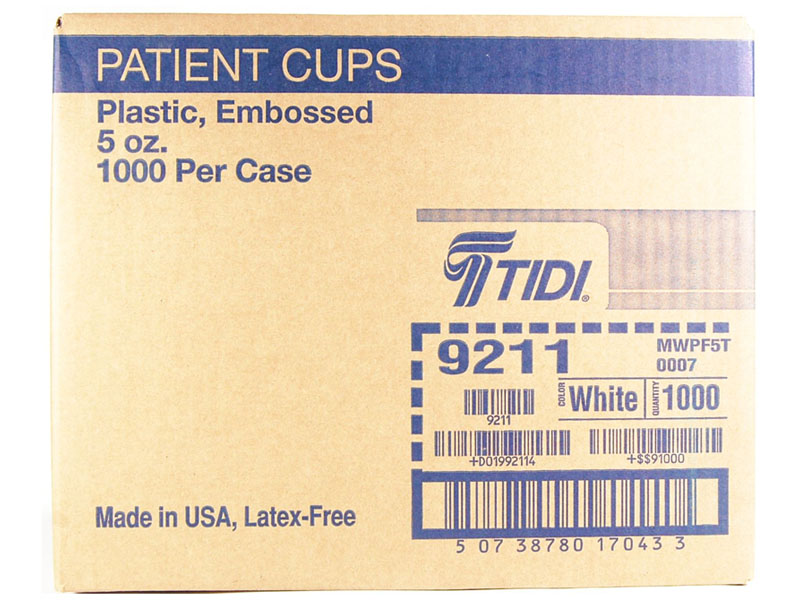 PATIENT CUPS
Plastic, Embossed
5 oz.
1000 Per Case
TIDI®
9211
MWPF5T
0007
COLOR White
QUANTITY 1000
9211
+D01992114
+$$91000
Made in USA, Latex-Free
5 07 38780 17043 3